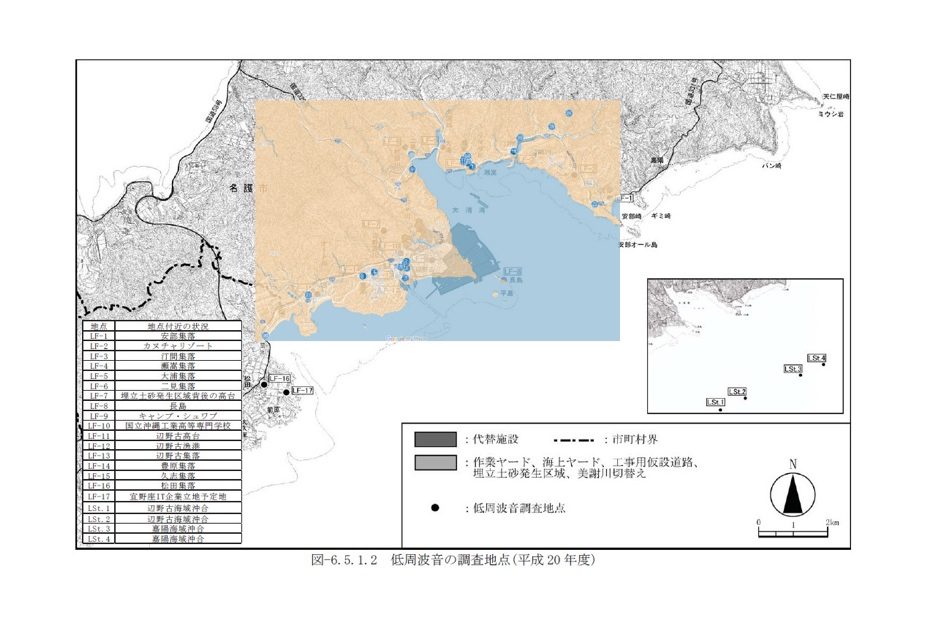 天仁屋崎
ミウシ岩
バン崎
嘉陽
安部崎 ギミ崎
安部オール島
国道58号
国道331号
名護市
大浦湾
長島
平島
LF-16
LF-17
LSt.4
LSt.3
LSt.2
LSt.1
地点 地点付近の状況
LF-1 安部集落
LF-2 カヌチャリゾート
LF-3 汀間集落
LF-4 瀬嵩集落
LF-5 大浦集落
LF-6 二見集落
LF-7 埋立土砂発生区域背後の高台
LF-8 長島
LF-9 キャンプ・シュワブ
LF-10 国立沖縄工業高等専門学校
LF-11 辺野古高台
LF-12 辺野古漁港
LF-13 辺野古集落
LF-14 豊原集落
LF-15 久志集落
LF-16 松田集落
LF-17 宜野座IT企業立地予定地
LSt.1 辺野古海域沖合
LSt.2 辺野古海域沖合
LSt.3 嘉陽海域沖合
LSt.4 嘉陽海域沖合
：代替施設 ：市町村界
：作業ヤード、海上ヤード、工事用仮設道路、
埋立土砂発生区域、美謝川切替え
：低周波音調査地点
N
0 1 2km
図-6.5.1.2 低周波音の調査地点(平成20年度)